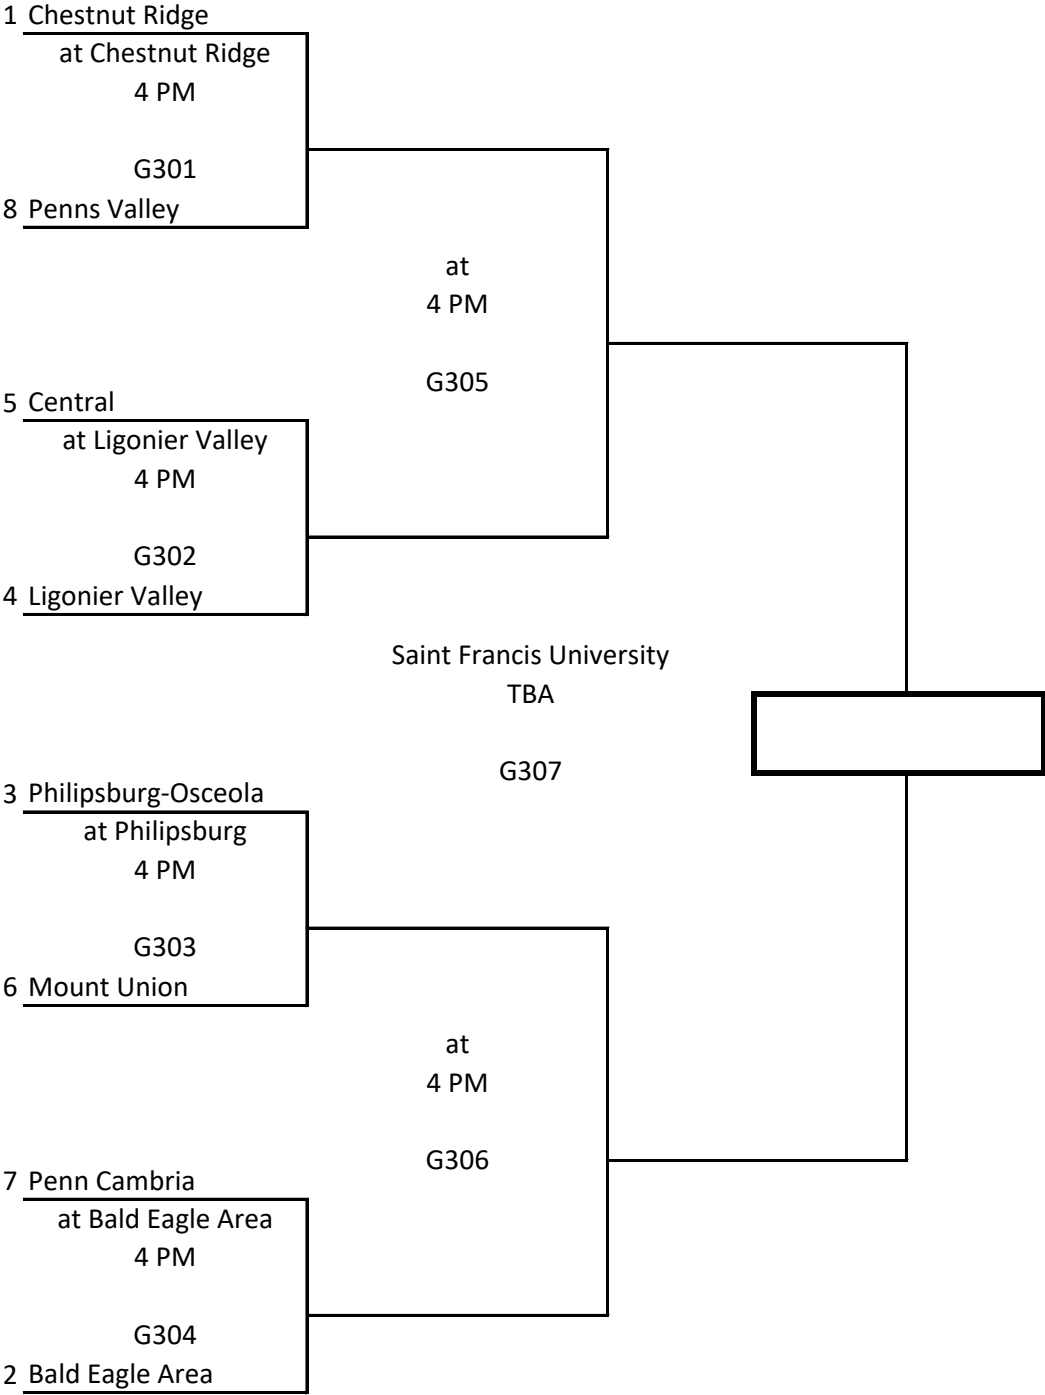 1 Chestnut Ridge
at Chestnut Ridge
4 PM
G301
8 Penns Valley
at
4 PM
G305
5 Central
at Ligonier Valley
4 PM
G302
4 Ligonier Valley
Saint Francis University
TBA
G307
3 Philipsburg-Osceola
at Philipsburg
4 PM
G303
6 Mount Union
at
4 PM
G306
7 Penn Cambria
at Bald Eagle Area
4 PM
G304
2 Bald Eagle Area